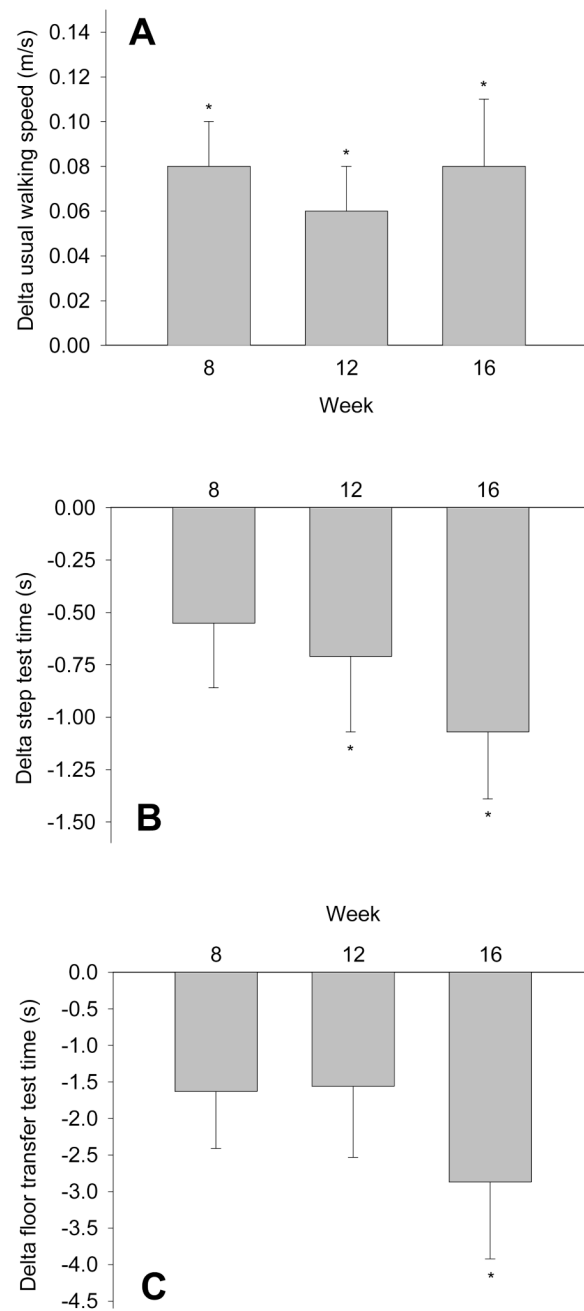 A
Delta usual walking speed (m/s)
0.14
0.12
0.10
0.08
0.06
0.04
0.02
0.00
* * *
8 12 16
Week
Delta step test time (s)
8 12 16
0.00
-0.25
-0.50
-0.75
-1.00
-1.25
-1.50
* *
B
Week
Delta floor transfer test time (s)
8 12 16
0.0
-0.5
-1.0
-1.5
-2.0
-2.5
-3.0
-3.5
-4.0
-4.5
*
C